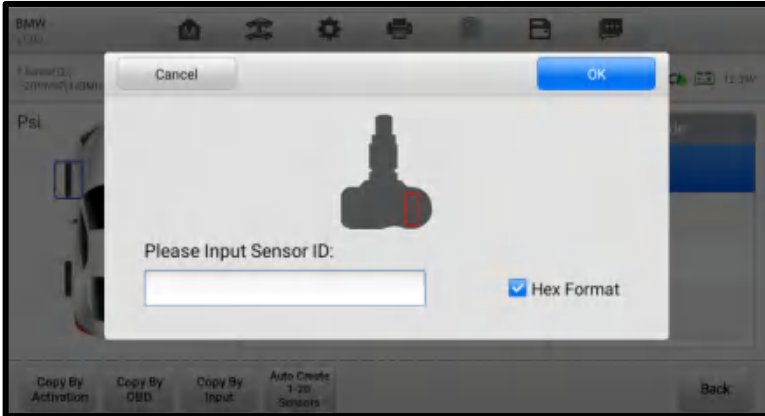 BMW
Cancel
OK
Psi
Please Input Sensor ID:
Hex Format
Copy By
Activation
Copy By
OBD
Copy By
Input
Auto Create
1-20
Sensors
Back